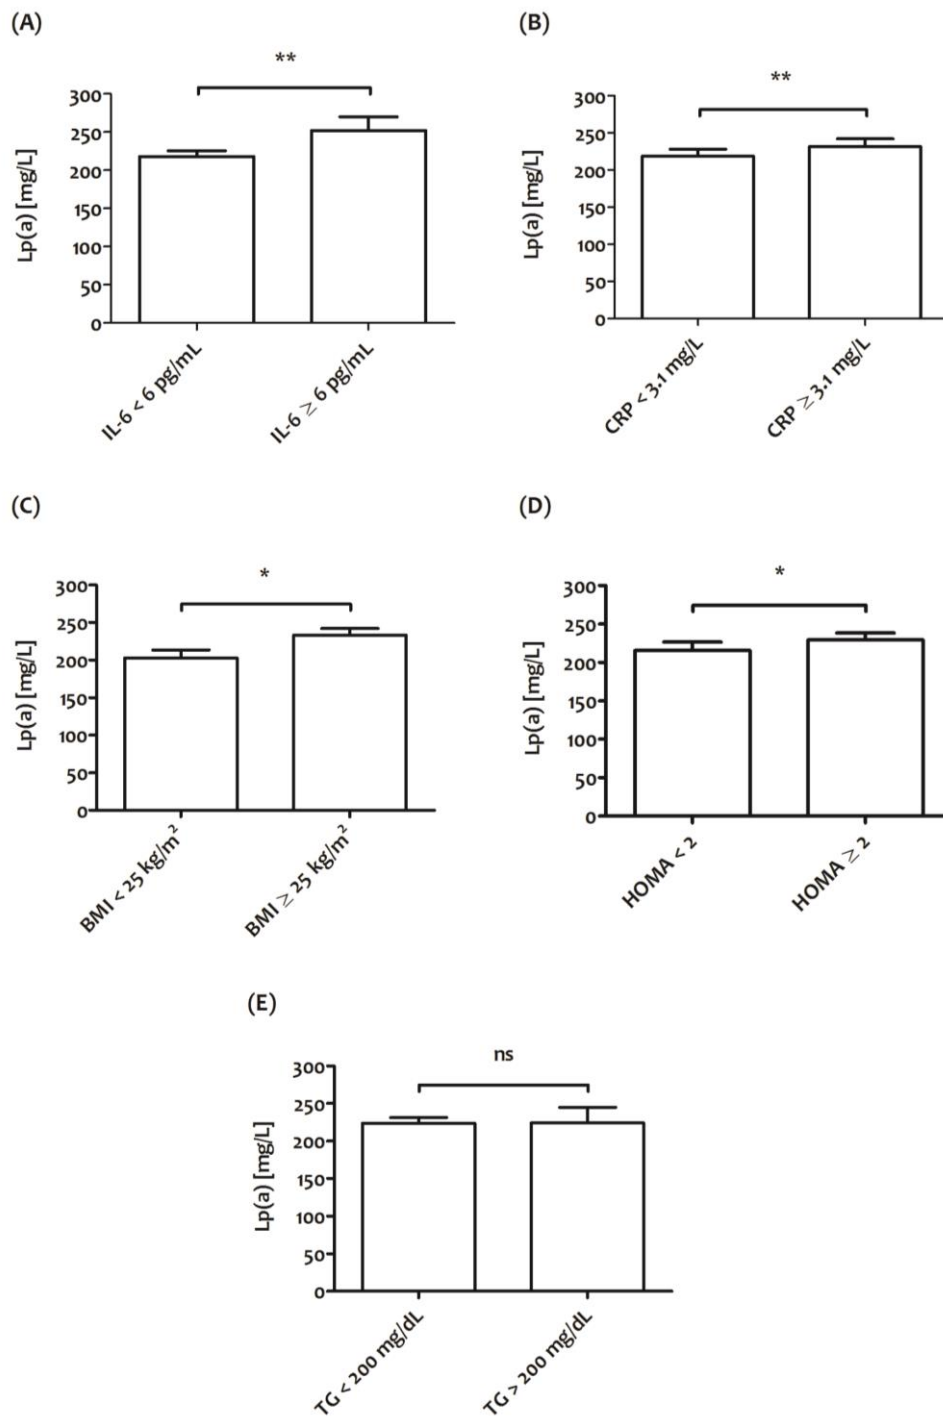 (A)
**
Lp(a) [mg/L]
300
250
200
150
100
50
0
IL-6 < 6 pg/mL
IL-6 ≥ 6 pg/mL
(B)
**
Lp(a) [mg/L]
300
250
200
150
100
50
0
CRP < 3.1 mg/L
CRP ≥ 3.1 mg/L
(C)
*
Lp(a) [mg/L]
300
250
200
150
100
50
0
BMI < 25 kg/m²
BMI ≥ 25 kg/m²
(D)
*
Lp(a) [mg/L]
300
250
200
150
100
50
0
HOMA < 2
HOMA ≥ 2
(E)
ns
Lp(a) [mg/L]
300
250
200
150
100
50
0
TG < 200 mg/dL
TG > 200 mg/dL